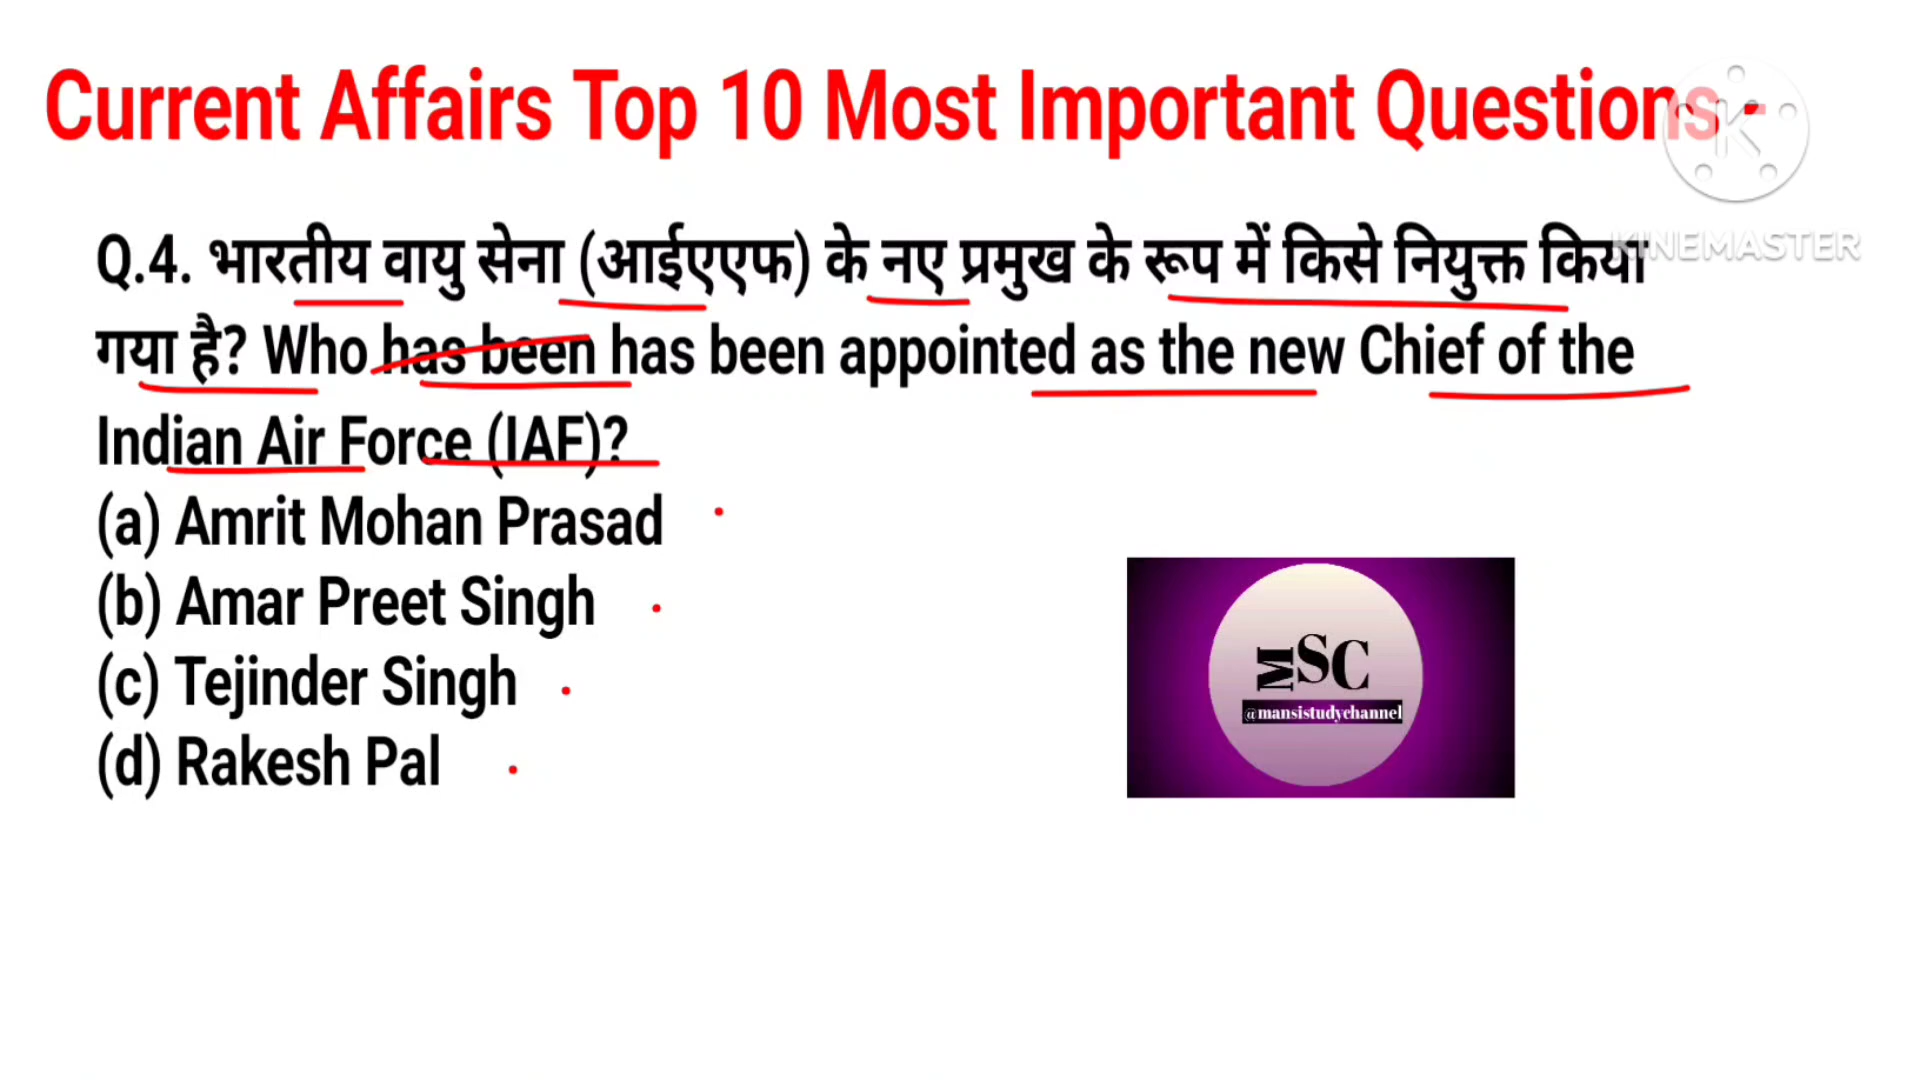 Current Affairs Top 10 Most Important Questions -
KINEMASTER
Q.4. भारतीय वायु सेना (आईएएफ) के नए प्रमुख के रूप में किसे नियुक्त किया
गया है? Who has been has been appointed as the new Chief of the
Indian Air Force (IAF)?
(a) Amrit Mohan Prasad
(b) Amar Preet Singh
(c) Tejinder Singh
(d) Rakesh Pal
MSC
@mansistudychannel